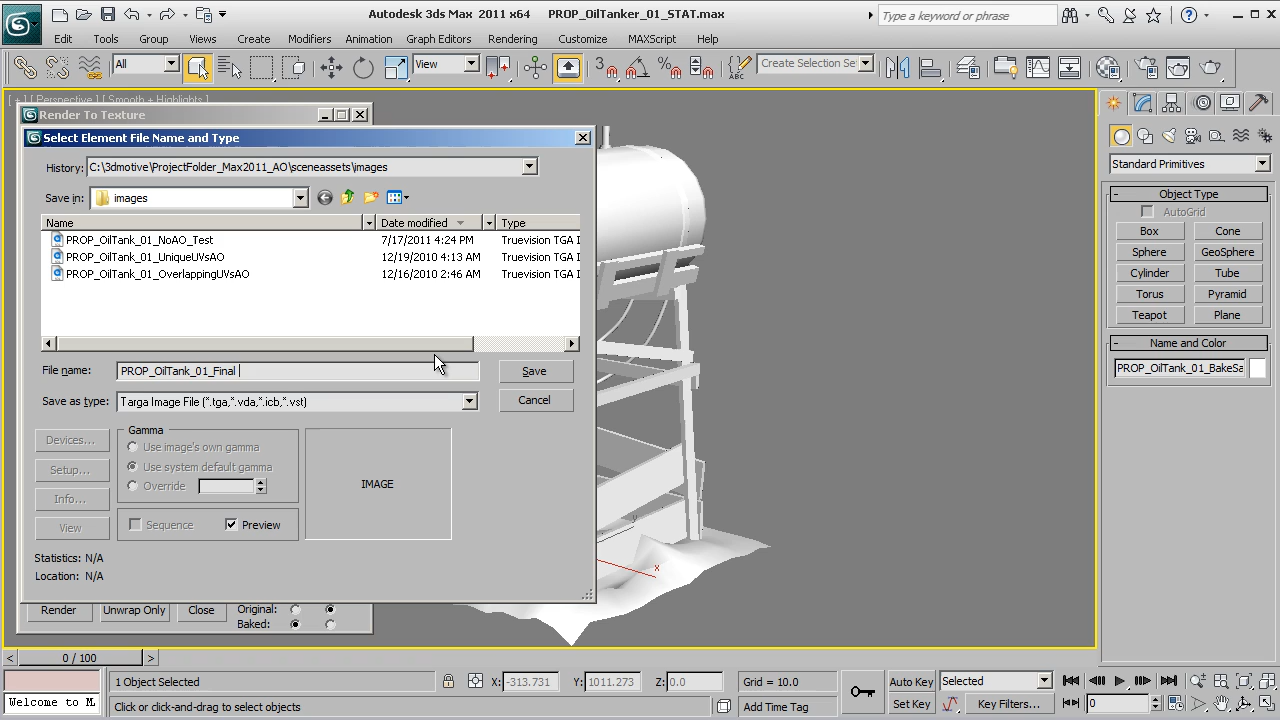 Autodesk 3ds Max 2011 x64 PROP_OilTanker_01_STAT.max
Type a keyword or phrase
Edit Tools Group Views Create Modifiers Animation Graph Editors Rendering Customize MAXScript Help
All View 3 Create Selection Se
[ + ] [ Perspective ] [ Smooth + Highlights ]
Render To Texture
Select Element File Name and Type
History: C:\3dmotive\ProjectFolder_Max2011_AO\sceneassets\images
Save in: images
Name Date modified Type
PROP_OilTank_01_NoAO_Test 7/17/2011 4:24 PM Truevision TGA I
PROP_OilTank_01_UniqueUVsAO 12/19/2010 4:13 AM Truevision TGA I
PROP_OilTank_01_OverlappingUVsAO 12/16/2010 2:46 AM Truevision TGA I
File name: PROP_OilTank_01_Final
Save
Save as type: Targa Image File (*.tga,*.vda,*.icb,*.vst)
Cancel
Devices...
Setup...
Info...
View
Gamma
Use image's own gamma
Use system default gamma
Override
Sequence Preview
IMAGE
Statistics: N/A
Location: N/A
Render Unwrap Only Close Original:
Baked:
y
x
Standard Primitives
- Object Type
AutoGrid
Box Cone
Sphere GeoSphere
Cylinder Tube
Torus Pyramid
Teapot Plane
- Name and Color
PROP_OilTank_01_BakeSa
< 0 / 100 >
1 Object Selected X: -313.731 Y: 1011.273 Z: 0.0 Grid = 10.0 Auto Key Selected
Welcome to M. Click or click-and-drag to select objects Add Time Tag Set Key Key Filters... 0